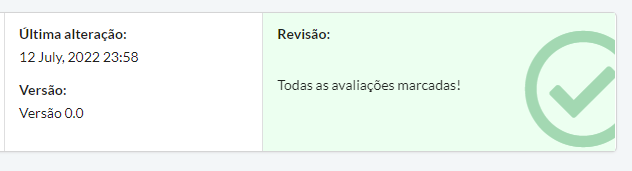 Última alteração:
12 July, 2022 23:58
Versão:
Versão 0.0
Revisão:
Todas as avaliações marcadas!